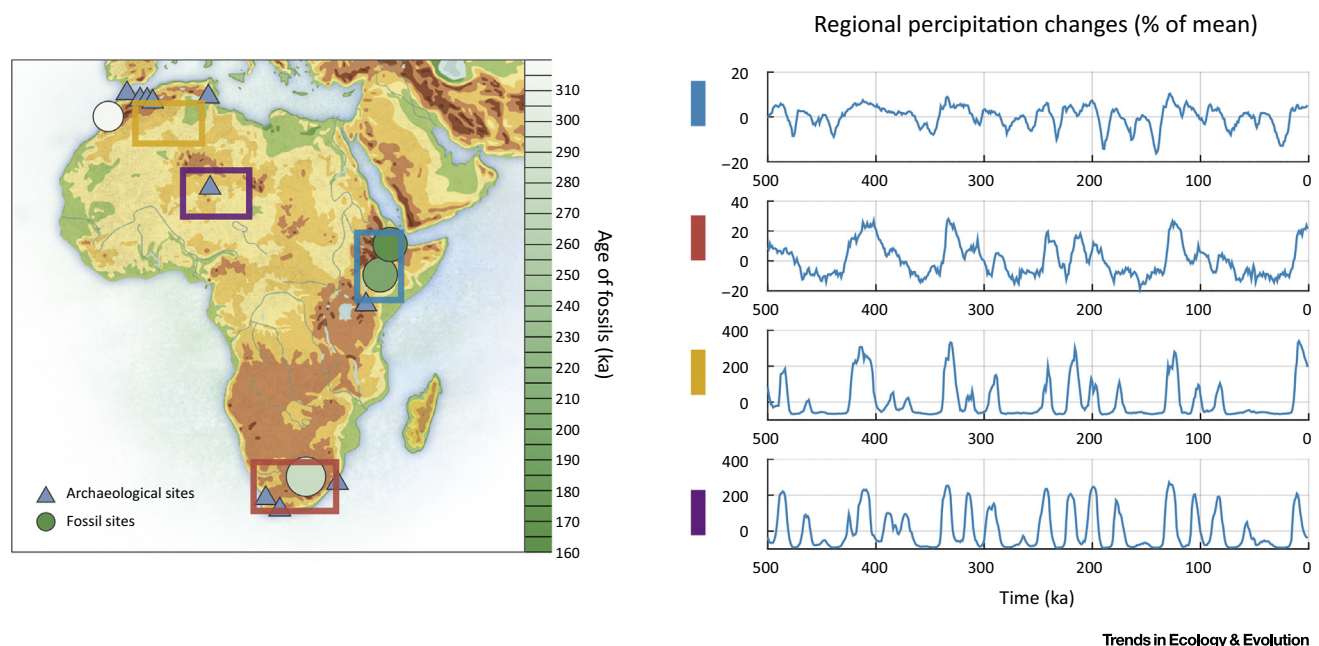 Regional percipitation changes (% of mean)
310
300
290
280
270
260
250
240
230
220
210
200
190
180
170
160
Age of fossils (ka)
Archaeological sites
Fossil sites
20
0
–20
500 400 300 200 100 0
40
20
0
–20
500 400 300 200 100 0
400
200
0
500 400 300 200 100 0
400
200
0
500 400 300 200 100 0
Time (ka)
Trends in Ecology & Evolution